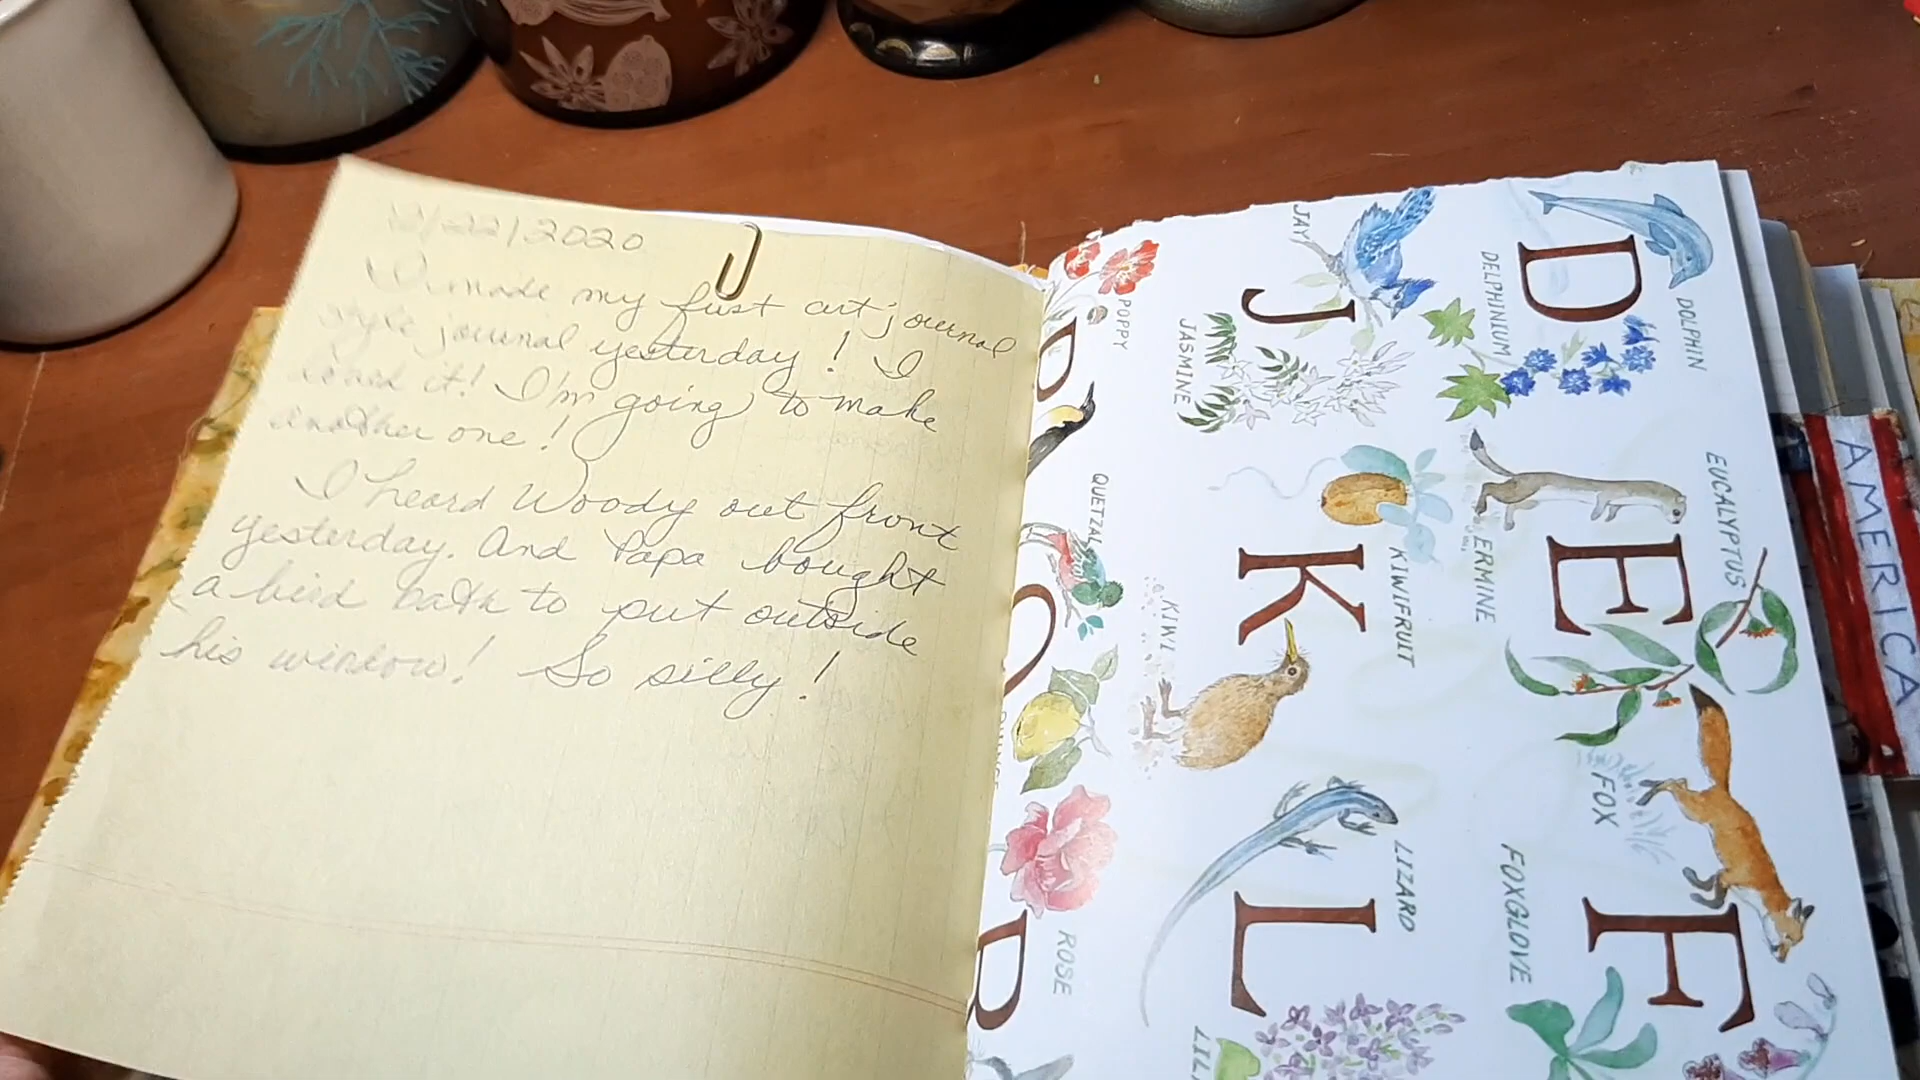 12/22/2020
I made my first art journal
style journal yesterday! I
loved it! I'm going to make
another one!
I heard Woody out front
yesterday. And Papa bought
a bird bath to put outside
his window! So silly!
POPPY
P
QUETZAL
Q
ROSE
R
JAY
J
JASMINE
KIWIFRUIT
K
KIWI
LIZARD
L
DOLPHIN
D
DELPHINIUM
EUCALYPTUS
E
ERMINE
FOX
F
FOXGLOVE
AMERICA